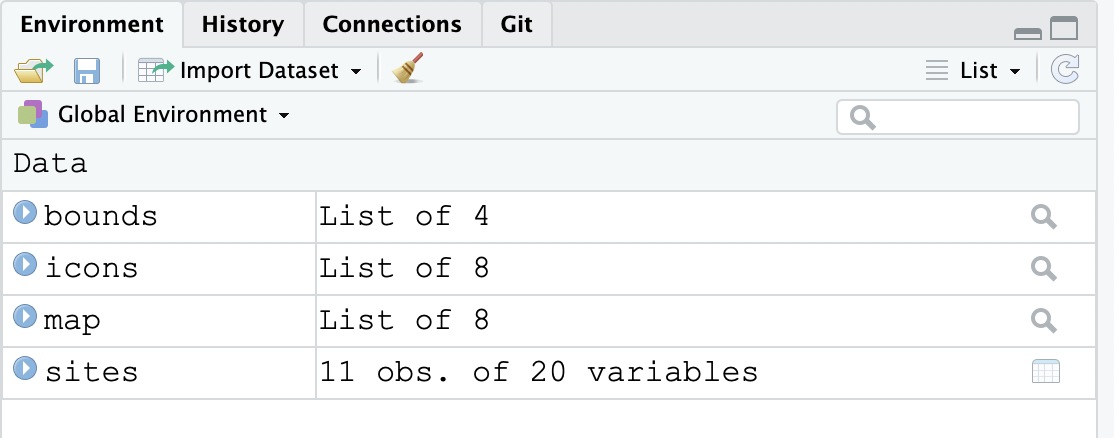 Environment History Connections Git
Import Dataset List
Global Environment
Data
bounds List of 4
icons List of 8
map List of 8
sites 11 obs. of 20 variables